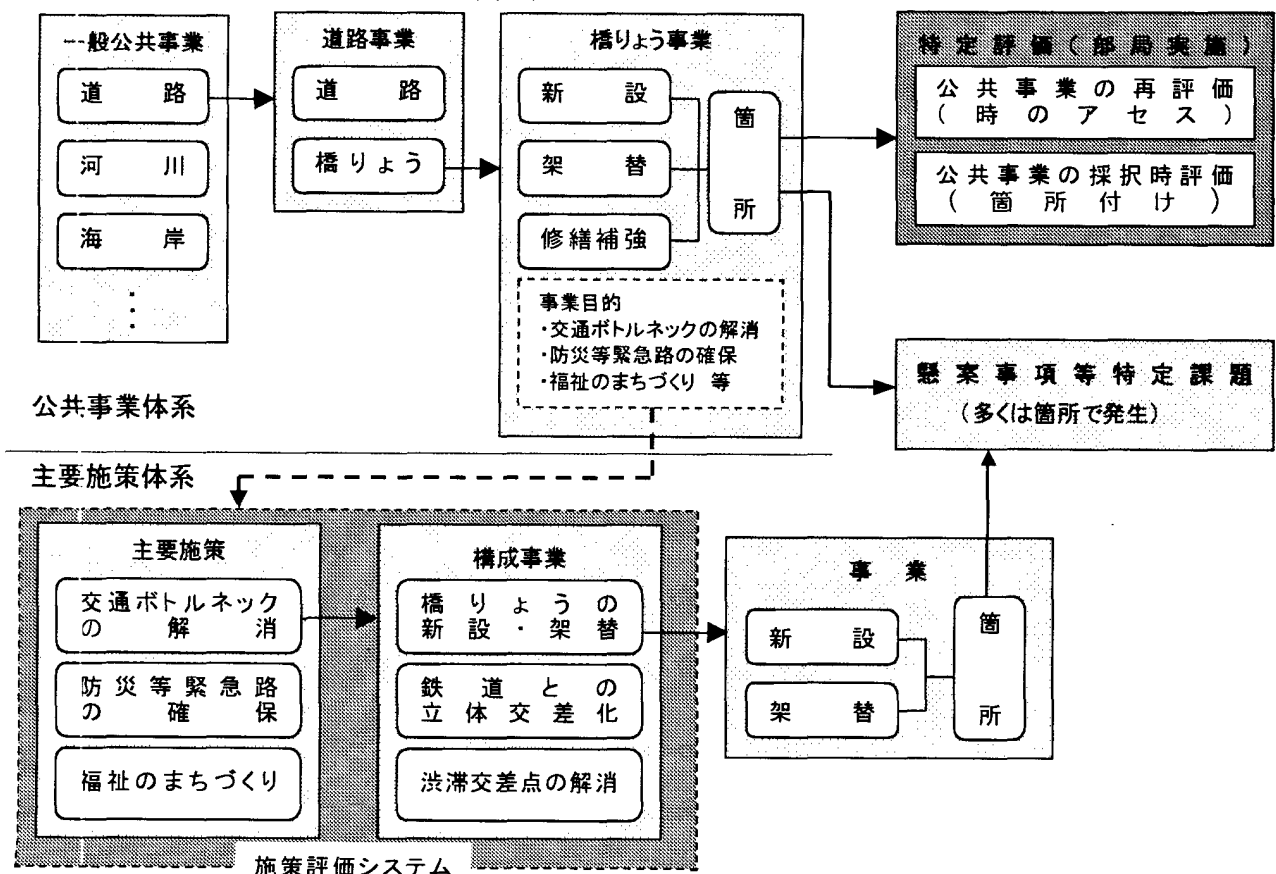 一般公共事業
道路
河川
海岸
・
・
・
道路事業
道路
橋りょう
橋りょう事業
新設
架替
修繕補強
箇
所
事業目的
・交通ボトルネックの解消
・防災等緊急路の確保
・福祉のまちづくり 等
特定評価(部局実施)
公共事業の再評価
(時のアセス)
公共事業の採択時評価
(箇所付け)
懸案事項等特定課題
(多くは箇所で発生)
公共事業体系
主要施策体系
主要施策
交通ボトルネック
の解消
防災等緊急路
の確保
福祉のまちづくり
構成事業
橋りょうの
新設・架替
鉄道との
立体交差化
渋滞交差点の解消
事業
新設
架替
箇
所
施策評価システム